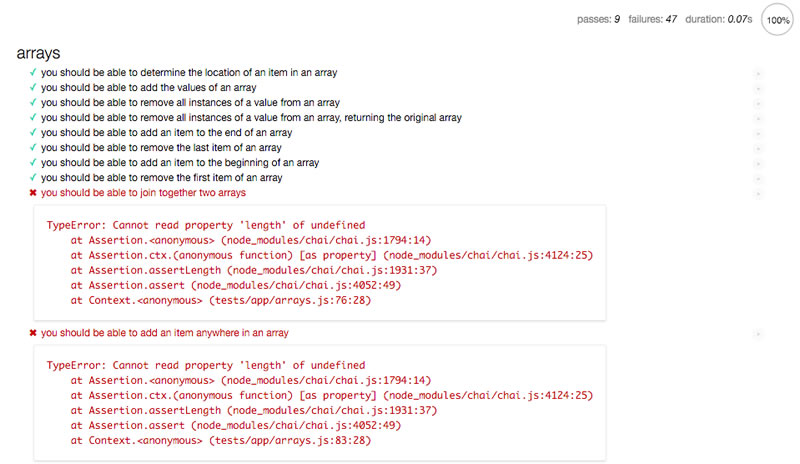 passes: 9 failures: 47 duration: 0.07s 100%
arrays
✓ you should be able to determine the location of an item in an array
✓ you should be able to add the values of an array
✓ you should be able to remove all instances of a value from an array
✓ you should be able to remove all instances of a value from an array, returning the original array
✓ you should be able to add an item to the end of an array
✓ you should be able to remove the last item of an array
✓ you should be able to add an item to the beginning of an array
✓ you should be able to remove the first item of an array
✖ you should be able to join together two arrays
TypeError: Cannot read property 'length' of undefined
at Assertion.<anonymous> (node_modules/chai/chai.js:1794:14)
at Assertion.ctx.(anonymous function) [as property] (node_modules/chai/chai.js:4124:25)
at Assertion.assertLength (node_modules/chai/chai.js:1931:37)
at Assertion.assert (node_modules/chai/chai.js:4052:49)
at Context.<anonymous> (tests/app/arrays.js:76:28)
✖ you should be able to add an item anywhere in an array
TypeError: Cannot read property 'length' of undefined
at Assertion.<anonymous> (node_modules/chai/chai.js:1794:14)
at Assertion.ctx.(anonymous function) [as property] (node_modules/chai/chai.js:4124:25)
at Assertion.assertLength (node_modules/chai/chai.js:1931:37)
at Assertion.assert (node_modules/chai/chai.js:4052:49)
at Context.<anonymous> (tests/app/arrays.js:83:28)